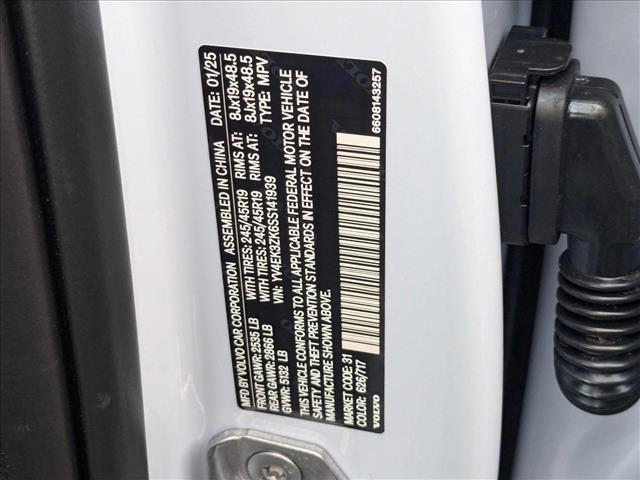 MFD BY VOLVO CAR CORPORATION ASSEMBLED IN CHINA DATE: 01/25
FRONT GAWR: 2535 LB WITH TIRES: 245/45R19 RIMS AT: 8Jx19x48.5
REAR GAWR: 2866 LB WITH TIRES: 245/45R19 RIMS AT: 8Jx19x48.5
GVWR: 5132 LB VIN: YV4EK3ZK6SS141939 TYPE: MPV
THIS VEHICLE CONFORMS TO ALL APPLICABLE FEDERAL MOTOR VEHICLE
SAFETY AND THEFT PREVENTION STANDARDS IN EFFECT ON THE DATE OF
MANUFACTURE SHOWN ABOVE.
6608143257
MARKET CODE: 31
COLOR: 626/717
VOLVO